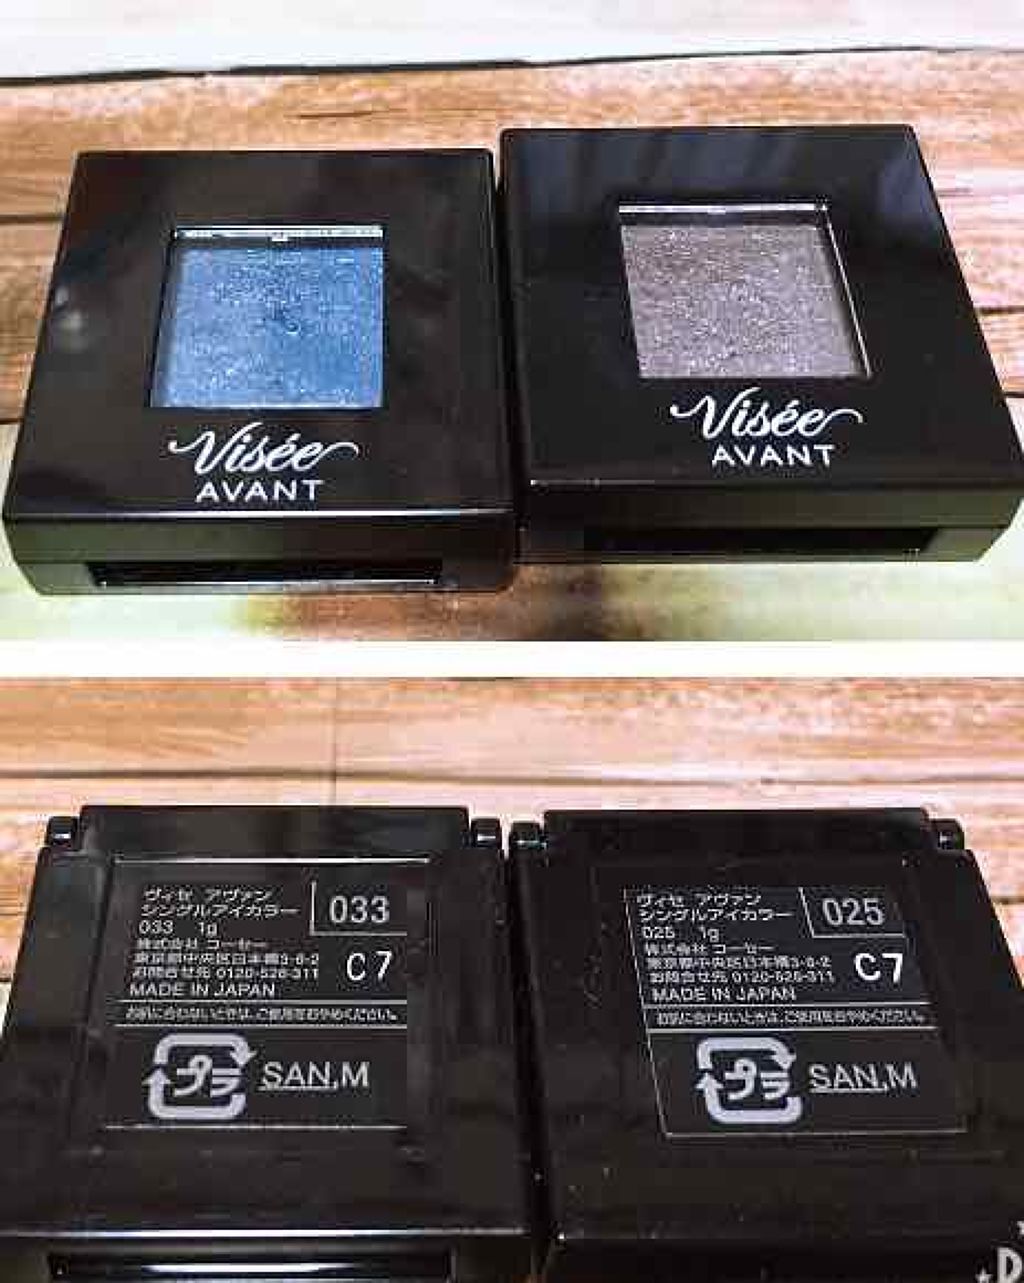 Visée
AVANT
Visée
AVANT
ヴィセ アヴァン
シングルアイカラー
033 1g
033
株式会社 コーセー
東京都中央区日本橋3-6-2
お問合せ先 0120-526-311
C7
MADE IN JAPAN
お肌に合わないときは、ご使用をおやめください。
プラ
SAN,M
ヴィセ アヴァン
シングルアイカラー
025 1g
025
株式会社 コーセー
東京都中央区日本橋3-6-2
お問合せ先 0120-526-311
C7
MADE IN JAPAN
お肌に合わないときは、ご使用をおやめください。
プラ
SAN,M